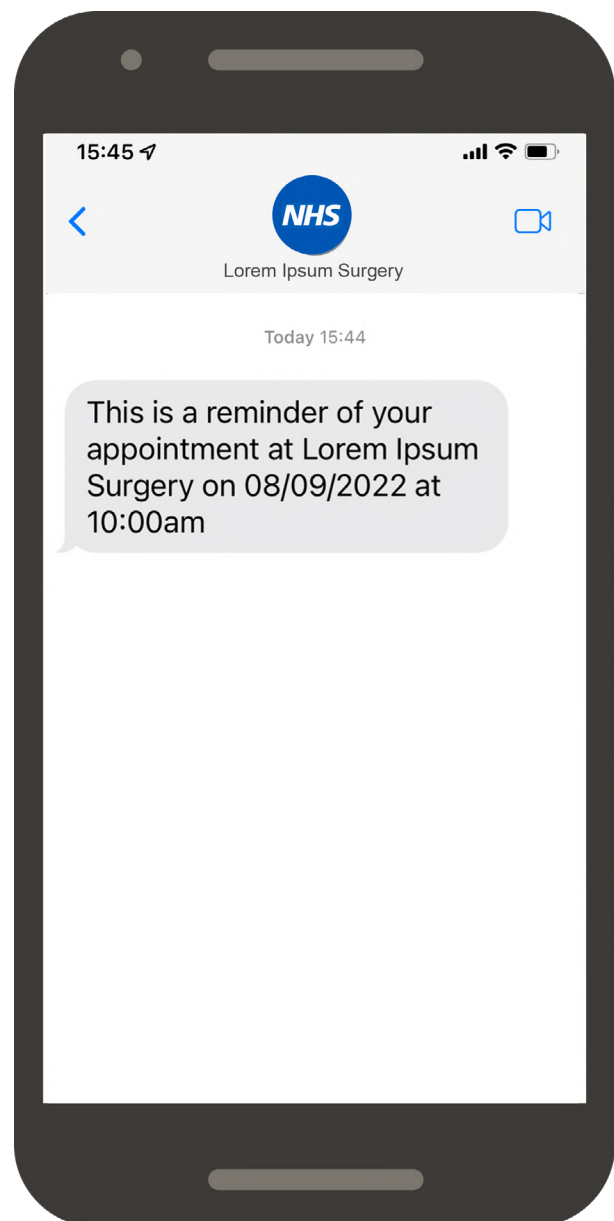 15:45
NHS
Lorem Ipsum Surgery
Today 15:44
This is a reminder of your
appointment at Lorem Ipsum
Surgery on 08/09/2022 at
10:00am